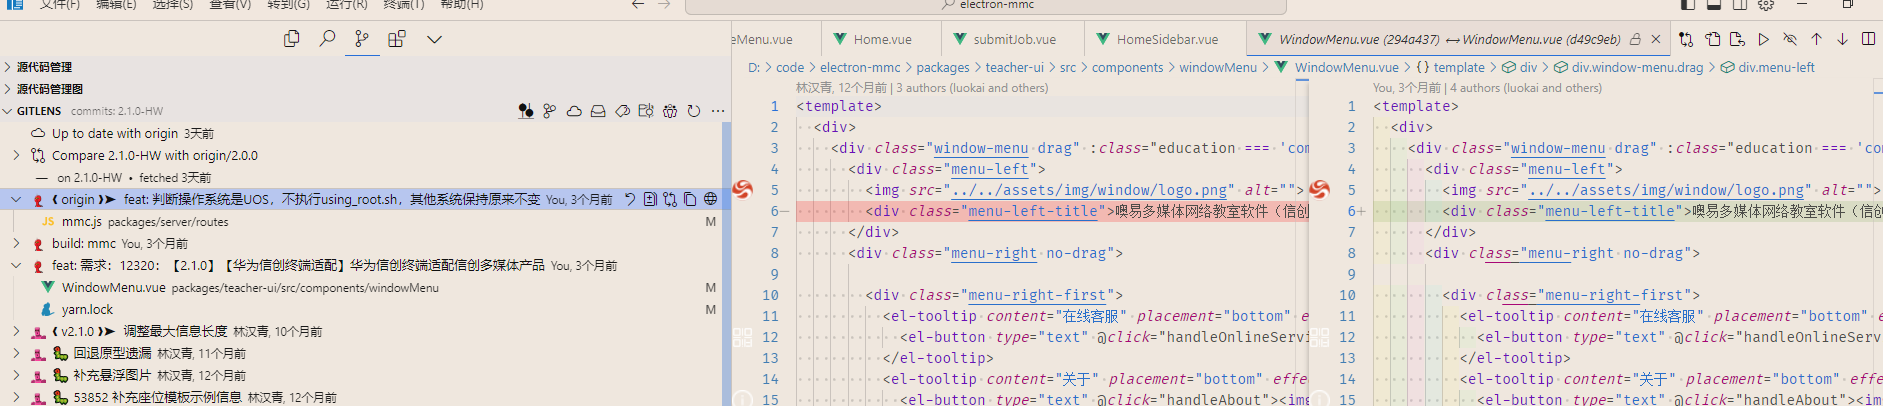 文件(F) 编辑(E) 选择(S) 查看(V) 转到(G) 运行(R) 终端(T) 帮助(H)
electron-mmc
源代码管理
源代码管理图
GITLENS commits: 2.1.0-HW
Up to date with origin 3天前
Compare 2.1.0-HW with origin/2.0.0
on 2.1.0-HW • fetched 3天前
origin feat: 判断操作系统是UOS，不执行using_root.sh，其他系统保持原来不变 You, 3个月前
mmc.js packages/server/routes M
build: mmc You, 3个月前
feat: 需求：12320：【2.1.0】【华为信创终端适配】华为信创终端适配信创多媒体产品 You, 3个月前
WindowMenu.vue packages/teacher-ui/src/components/windowMenu M
yarn.lock M
v2.1.0 调整最大信息长度 林汉青, 10个月前
回退原型遗漏 林汉青, 11个月前
补充悬浮图片 林汉青, 12个月前
53852 补充座位模板示例信息 林汉青, 12个月前
eMenu.vue Home.vue submitJob.vue HomeSidebar.vue WindowMenu.vue (294a437) ↔ WindowMenu.vue (d49c9eb)
D: > code > electron-mmc > packages > teacher-ui > src > components > windowMenu > WindowMenu.vue > {} template > div > div.window-menu.drag > div.menu-left
林汉青, 12个月前 | 3 authors (luokai and others)
1 <template>
2 <div>
3 <div class="window-menu drag" :class="education === 'co
4 <div class="menu-left">
5 <img src="../../assets/img/window/logo.png" alt="">
6 <div class="menu-left-title">噢易多媒体网络教室软件（信创
7 </div>
8 <div class="menu-right no-drag">
9
10 <div class="menu-right-first">
11 <el-tooltip content="在线客服" placement="bottom" e
12 <el-button type="text" @click="handleOnlineServi
13 </el-tooltip>
14 <el-tooltip content="关于" placement="bottom" effe
15 <el-button type="text" @click="handleAbout"><im
You, 3个月前 | 4 authors (luokai and others)
1 <template>
2 <div>
3 <div class="window-menu drag" :class="education === 'c
4 <div class="menu-left">
5 <img src="../../assets/img/window/logo.png" alt="">
6 <div class="menu-left-title">噢易多媒体网络教室软件（信创
7 </div>
8 <div class="menu-right no-drag">
9
10 <div class="menu-right-first">
11 <el-tooltip content="在线客服" placement="bottom"
12 <el-button type="text" @click="handleOnlineServ
13 </el-tooltip>
14 <el-tooltip content="关于" placement="bottom" eff
15 <el-button type="text" @click="handleAbout"><i